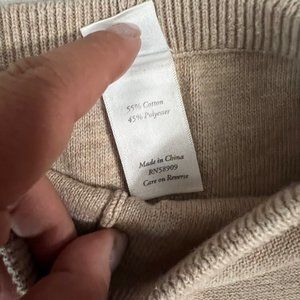 55% Cotton
45% Polyester
Made in China
RN58909
Care on Reverse